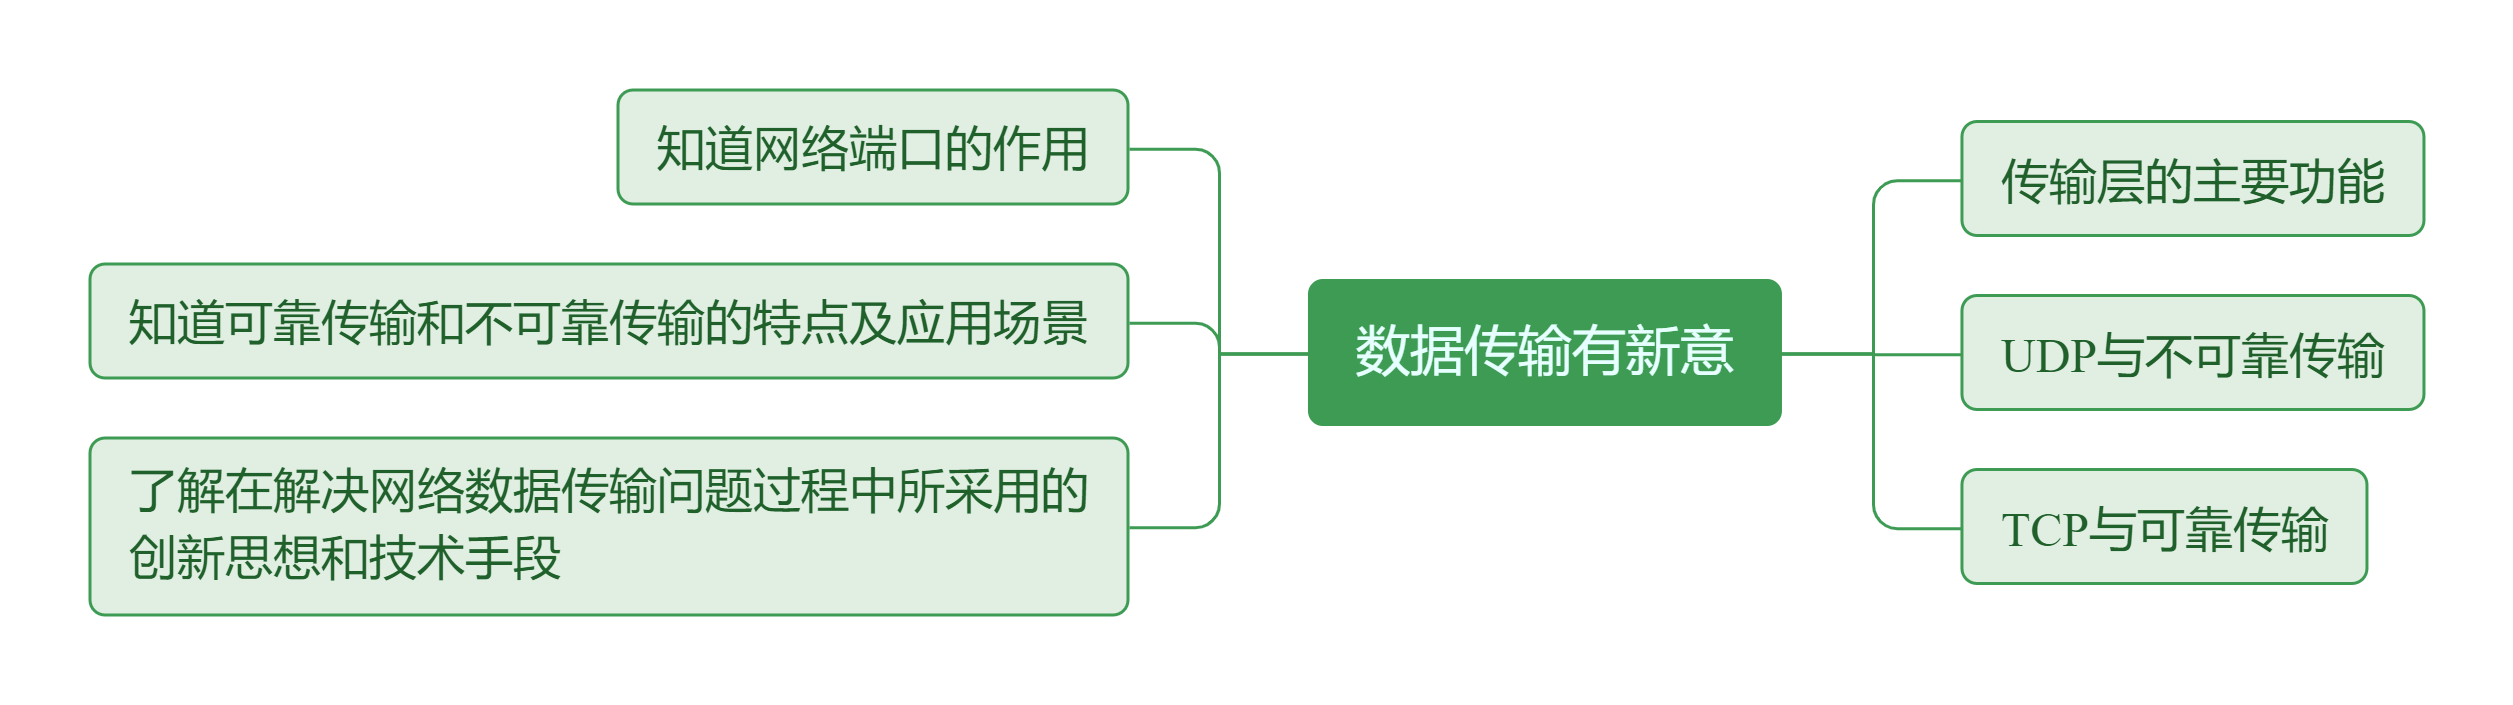 知道网络端口的作用
知道可靠传输和不可靠传输的特点及应用场景
了解在解决网络数据传输问题过程中所采用的
创新思想和技术手段
数据传输有新意
传输层的主要功能
UDP与不可靠传输
TCP与可靠传输